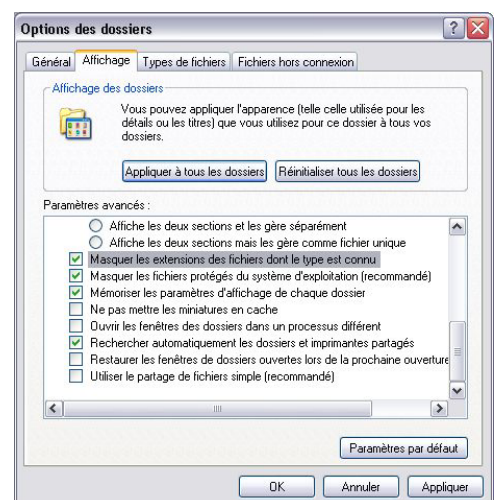 Options des dossiers
Général Affichage Types de fichiers Fichiers hors connexion
Affichage des dossiers
Vous pouvez appliquer l'apparence (telle celle utilisée pour les
détails ou les titres) que vous utilisez pour ce dossier à tous vos
dossiers.
Appliquer à tous les dossiers Réinitialiser tous les dossiers
Paramètres avancés :
Affiche les deux sections et les gère séparément
Affiche les deux sections mais les gère comme fichier unique
Masquer les extensions des fichiers dont le type est connu
Masquer les fichiers protégés du système d'exploitation (recommandé)
Mémoriser les paramètres d'affichage de chaque dossier
Ne pas mettre les miniatures en cache
Ouvrir les fenêtres des dossiers dans un processus différent
Rechercher automatiquement les dossiers et imprimantes partagés
Restaurer les fenêtres de dossiers ouvertes lors de la prochaine ouverture
Utiliser le partage de fichiers simple (recommandé)
Paramètres par défaut
OK Annuler Appliquer